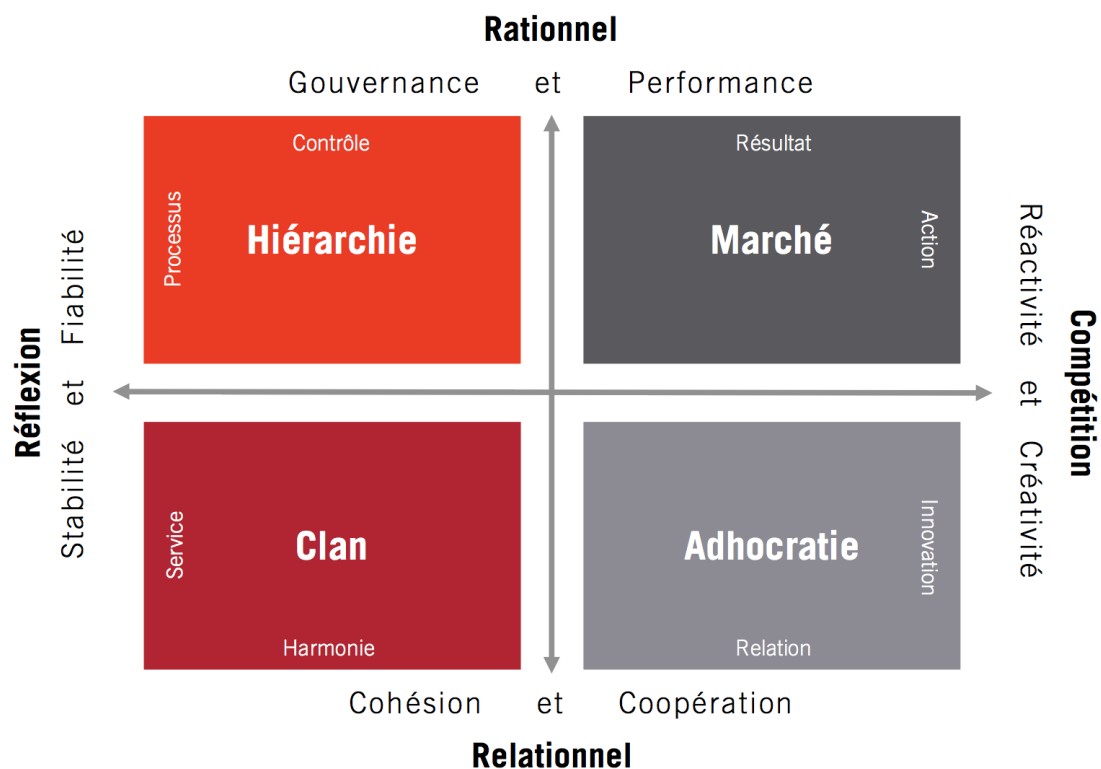 Rationnel
Gouvernance et Performance
Contrôle
Processus
Hiérarchie
Résultat
Marché
Action
Réflexion
Stabilité et Fiabilité
Réactivité et Créativité
Compétition
Service
Clan
Harmonie
Adhocratie
Innovation
Relation
Cohésion et Coopération
Relationnel